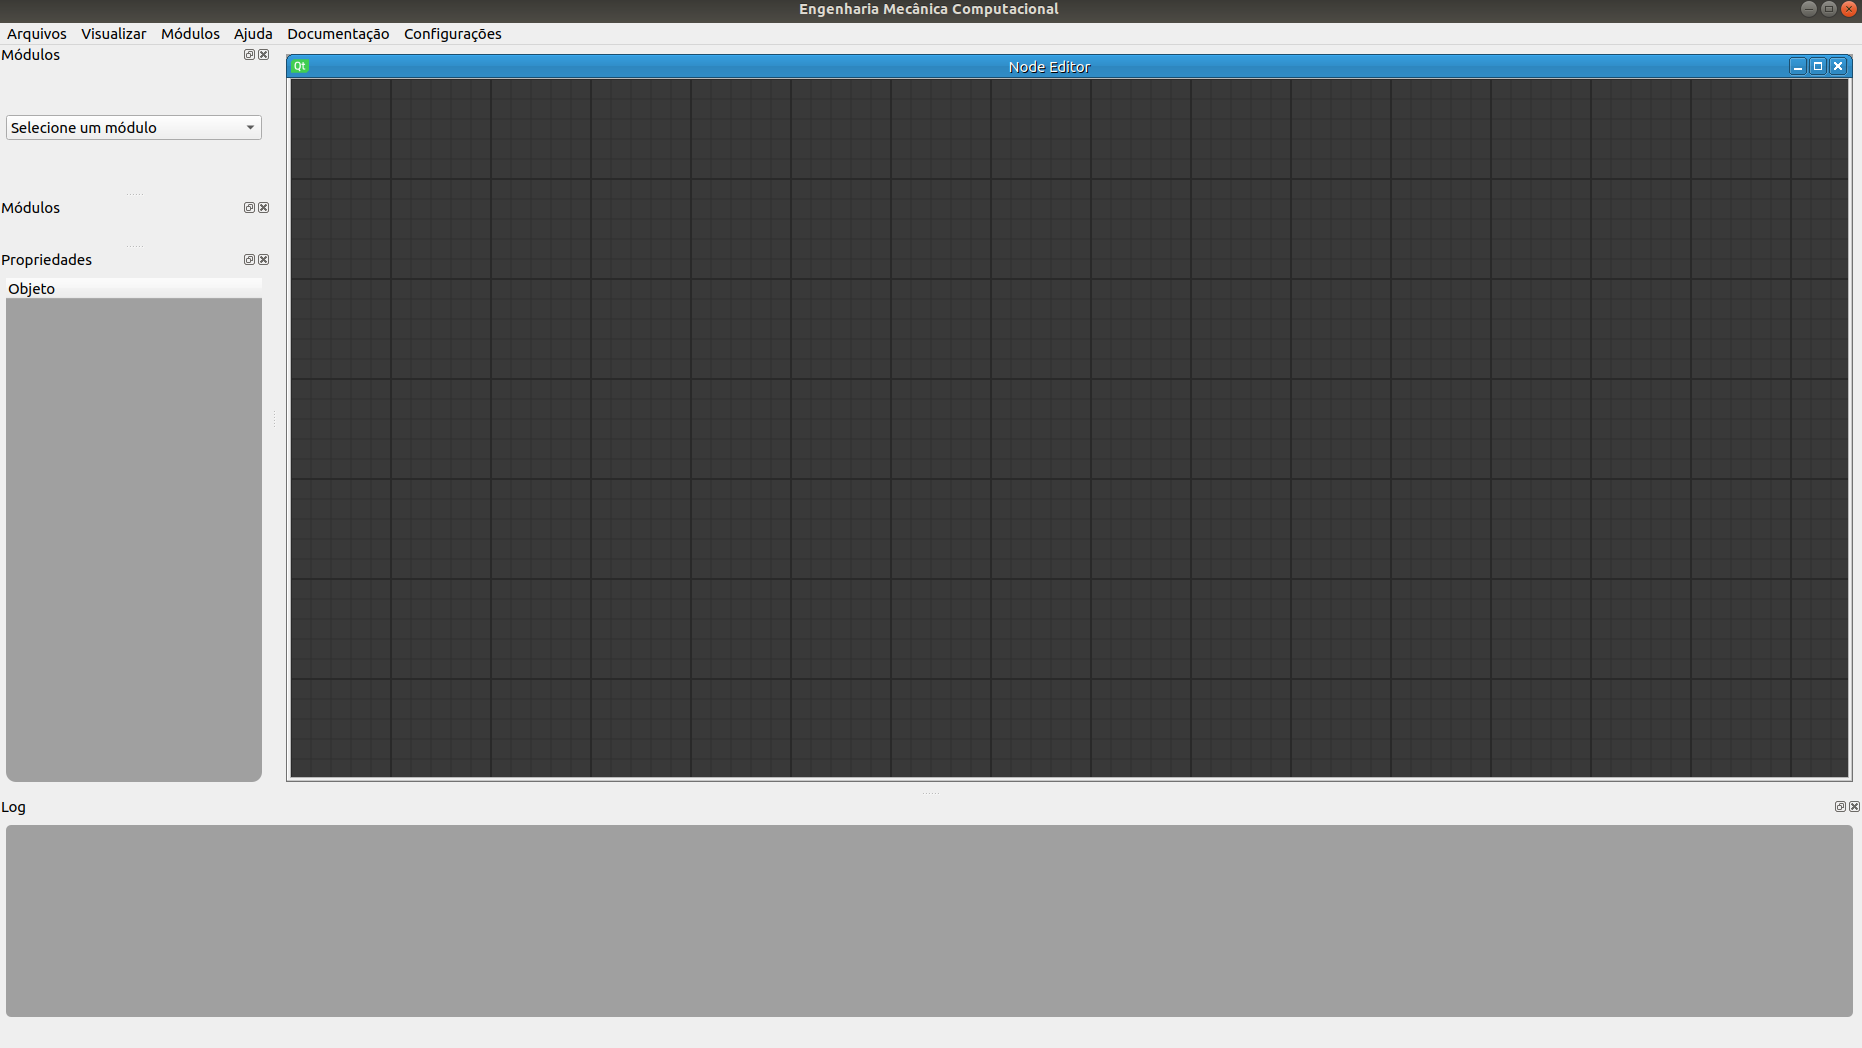 Engenharia Mecânica Computacional
Arquivos Visualizar Módulos Ajuda Documentação Configurações
Módulos
Qt Node Editor
Selecione um módulo
Módulos
Propriedades
Objeto
Log